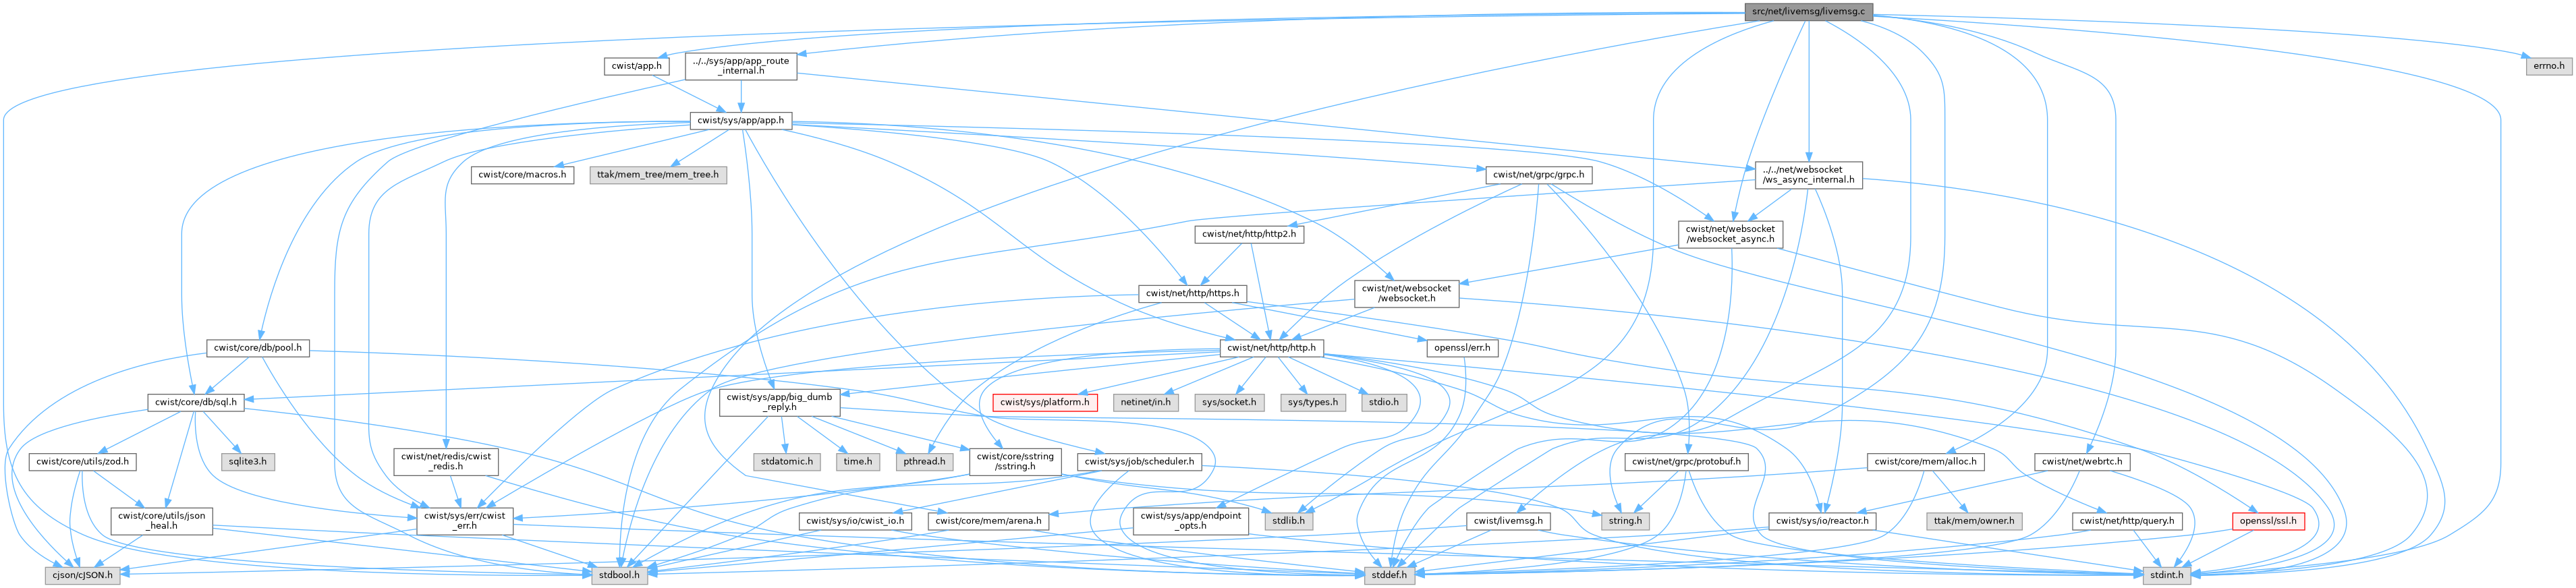 src/net/livemsg/livemsg.c
cwist/app.h
../../sys/app/app_route
_internal.h
errno.h
cwist/sys/app/app.h
cwist/core/macros.h
ttak/mem_tree/mem_tree.h
cwist/net/grpc/grpc.h
../../net/websocket
/ws_async_internal.h
cwist/net/http/http2.h
cwist/net/websocket
/websocket_async.h
cwist/net/http/https.h
cwist/net/websocket
/websocket.h
cwist/core/db/pool.h
cwist/net/http/http.h
openssl/err.h
cwist/core/db/sql.h
cwist/sys/app/big_dumb
_reply.h
cwist/sys/platform.h
netinet/in.h
sys/socket.h
sys/types.h
stdio.h
cwist/core/utils/zod.h
sqlite3.h
cwist/net/redis/cwist
_redis.h
stdatomic.h
time.h
pthread.h
cwist/core/sstring
/sstring.h
cwist/sys/job/scheduler.h
cwist/net/grpc/protobuf.h
cwist/core/mem/alloc.h
cwist/net/webrtc.h
cwist/core/utils/json
_heal.h
cwist/sys/err/cwist
_err.h
cwist/sys/io/cwist_io.h
cwist/core/mem/arena.h
cwist/sys/app/endpoint
_opts.h
stdlib.h
cwist/livemsg.h
string.h
cwist/sys/io/reactor.h
ttak/mem/owner.h
cwist/net/http/query.h
openssl/ssl.h
cjson/cJSON.h
stdbool.h
stddef.h
stdint.h